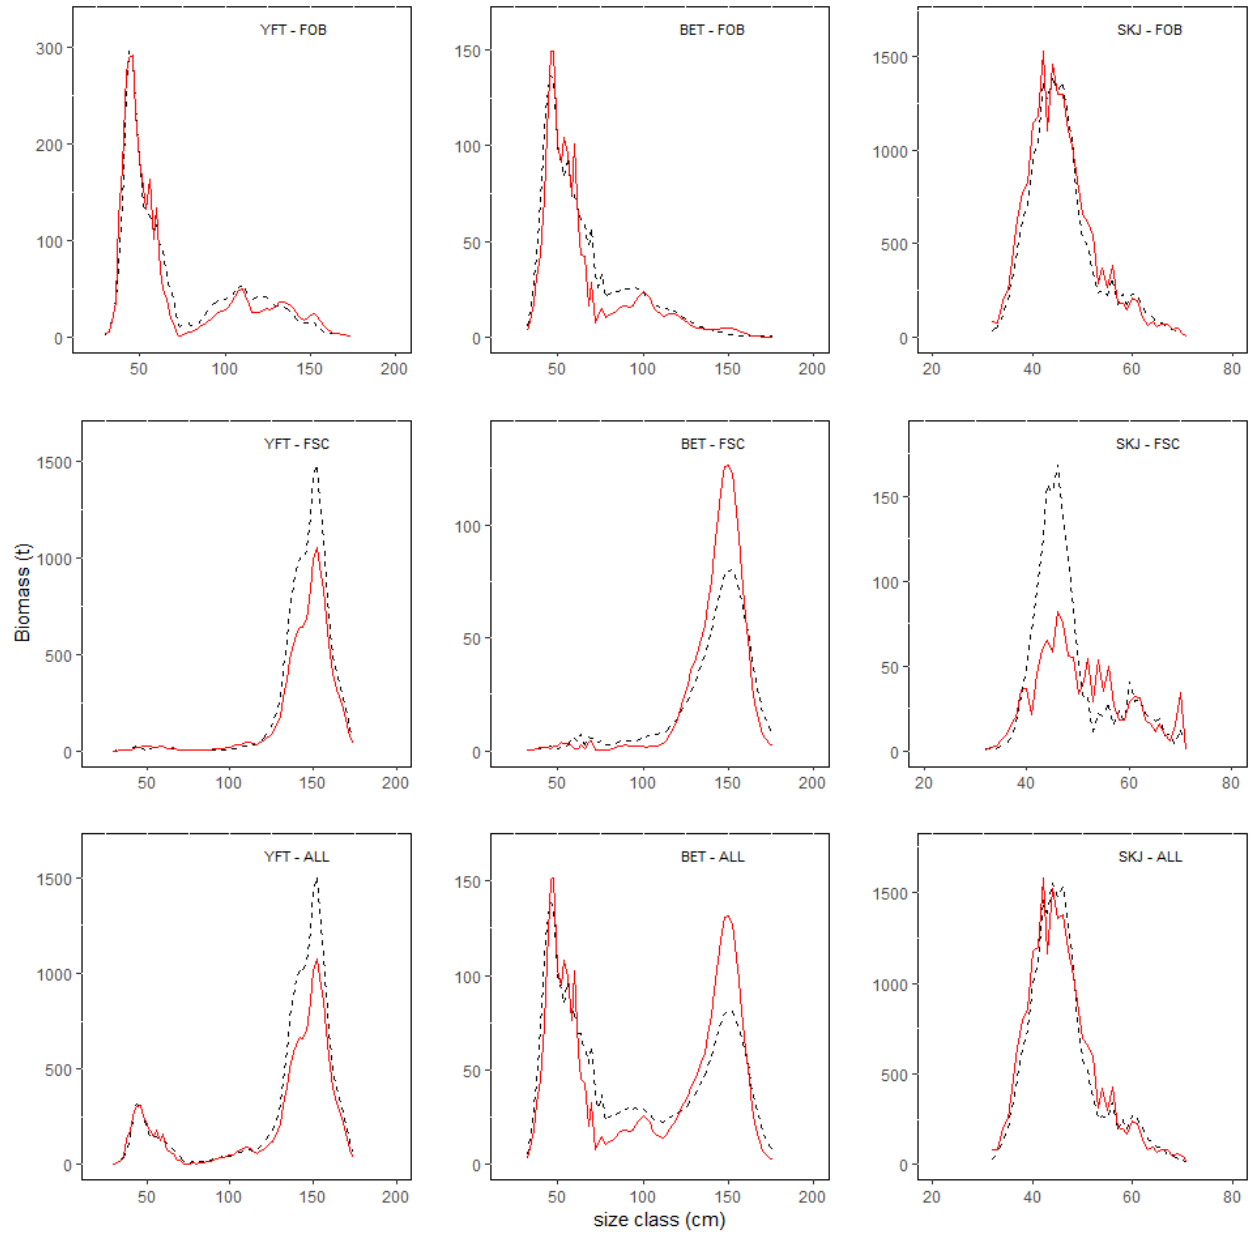 YFT - FOB
300
200
100
0
50 100 150 200
BET - FOB
150
100
50
0
50 100 150 200
SKJ - FOB
1500
1000
500
0
20 40 60 80
Biomass (t)
YFT - FSC
1500
1000
500
0
50 100 150 200
BET - FSC
100
50
0
50 100 150 200
SKJ - FSC
150
100
50
0
20 40 60 80
YFT - ALL
1500
1000
500
0
50 100 150 200
BET - ALL
150
100
50
0
50 100 150 200
SKJ - ALL
1500
1000
500
0
20 40 60 80
size class (cm)